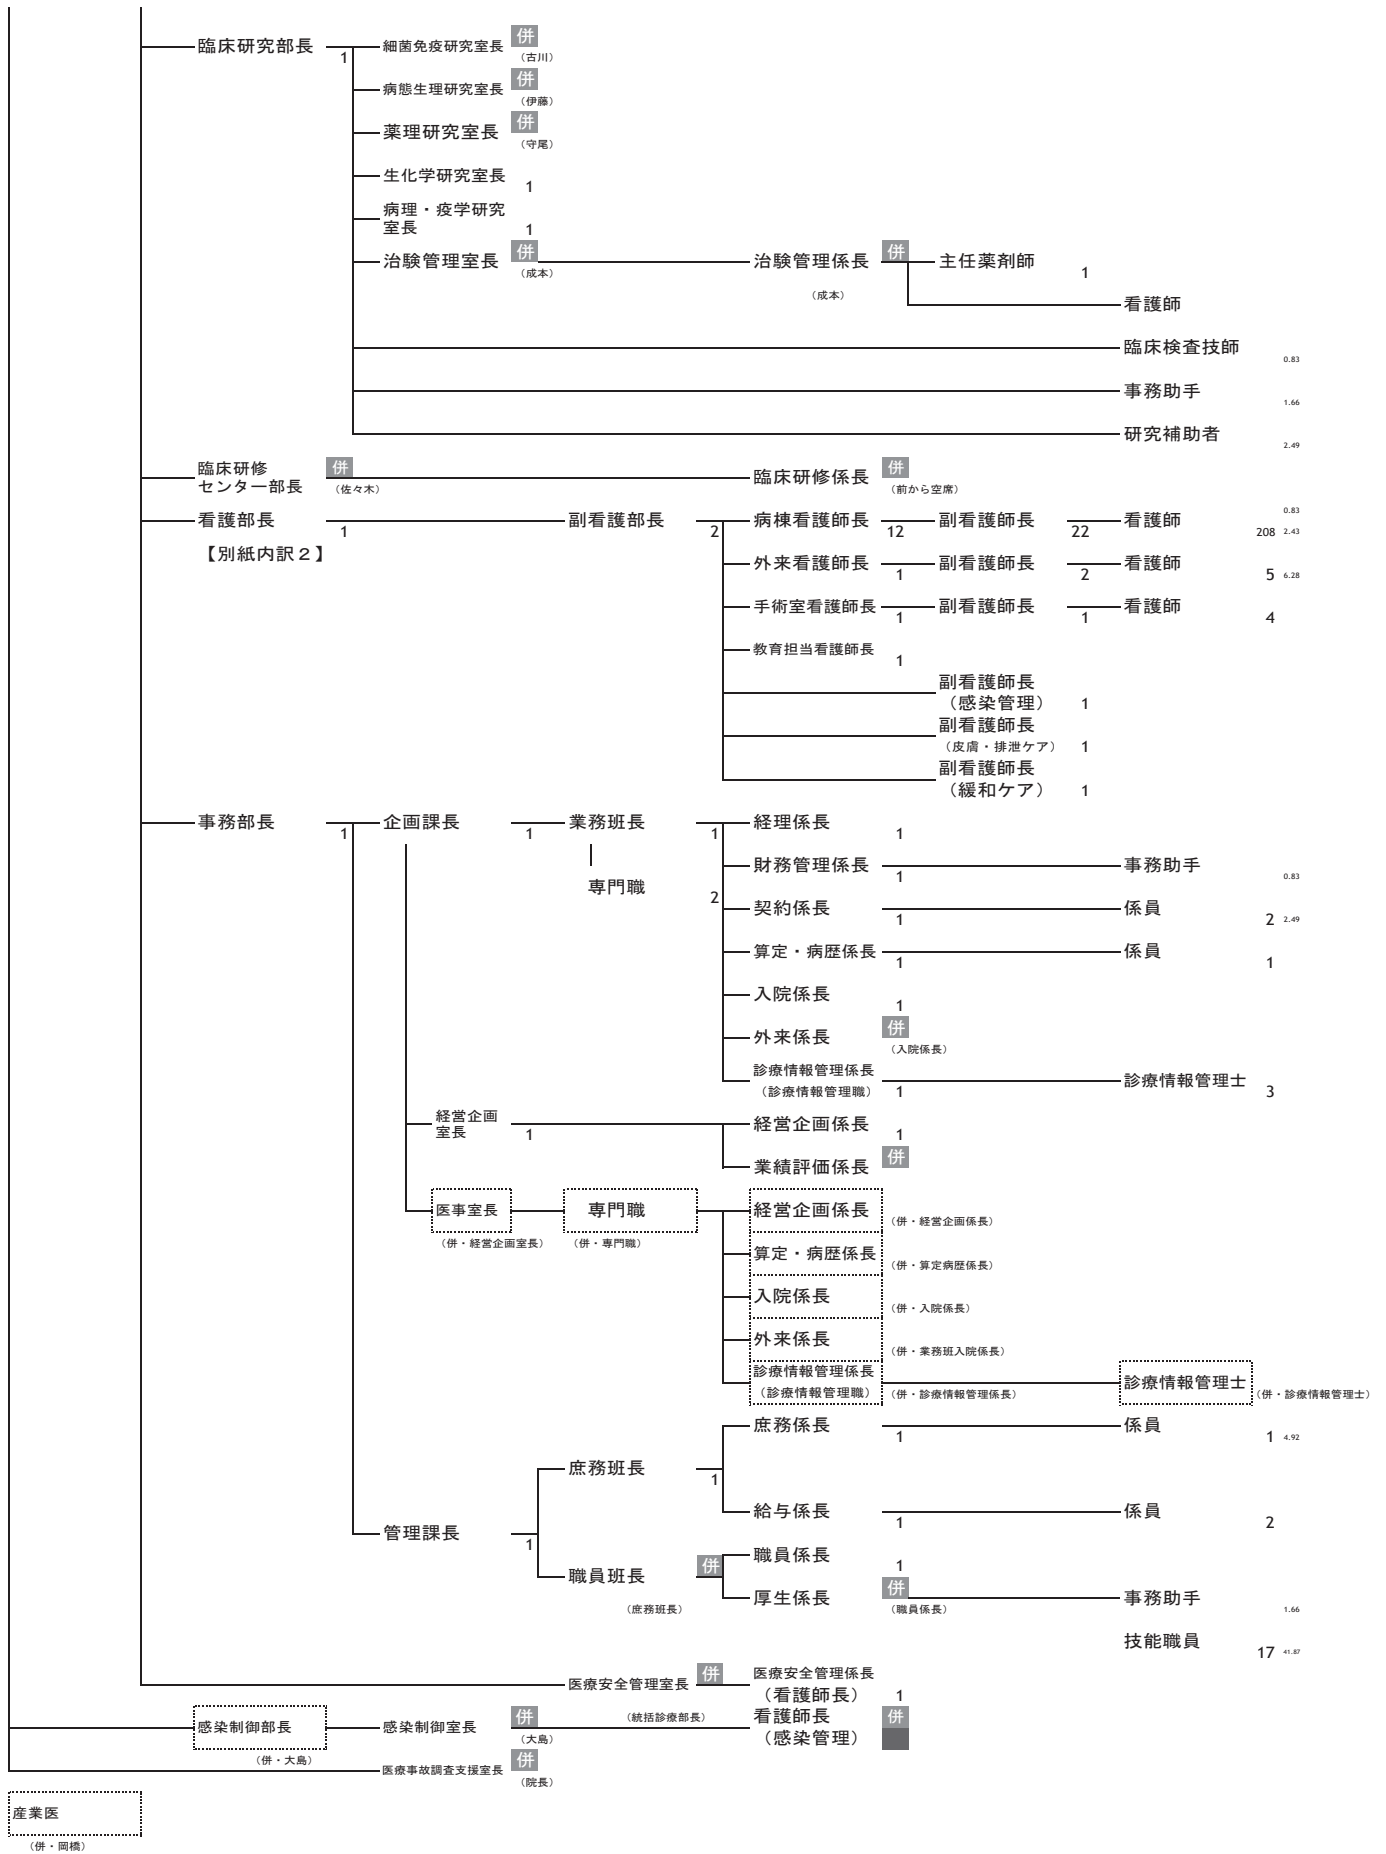 臨床研究部長 1 細菌免疫研究室長 併
（古川）
病態生理研究室長 併
（伊藤）
薬理研究室長 併
（守尾）
生化学研究室長 1
病理・疫学研究
室長 1
治験管理室長 併 治験管理係長 併 主任薬剤師 1
（成本） （成本）
看護師
臨床検査技師 0.83
事務助手 1.66
研究補助者 2.49
臨床研修
センター部長 併 臨床研修係長 併
（佐々木） （前から空席）
看護部長 1 副看護部長 2 病棟看護師長 12 副看護師長 22 看護師 208 0.83
2.43
【別紙内訳２】
外来看護師長 1 副看護師長 2 看護師 5 6.28
手術室看護師長 1 副看護師長 1 看護師 4
教育担当看護師長 1
副看護師長
（感染管理） 1
副看護師長
（皮膚・排泄ケア） 1
副看護師長
（緩和ケア） 1
事務部長 1 企画課長 1 業務班長 1 経理係長 1
財務管理係長 1 事務助手 0.83
専門職 2
契約係長 1 係員 2 2.49
算定・病歴係長 1 係員 1
入院係長 1
外来係長 併
（入院係長）
診療情報管理係長
（診療情報管理職） 1 診療情報管理士 3
経営企画
室長 1 経営企画係長 1
業績評価係長 併
医事室長 専門職 経営企画係長 （併・経営企画係長）
（併・経営企画室長） （併・専門職）
算定・病歴係長 （併・算定病歴係長）
入院係長 （併・入院係長）
外来係長 （併・業務班入院係長）
診療情報管理係長
（診療情報管理職） （併・診療情報管理係長） 診療情報管理士 （併・診療情報管理士）
庶務係長 1 係員 1 4.92
庶務班長 1
給与係長 1 係員 2
管理課長 1
職員係長 1
職員班長 併
（庶務班長）
厚生係長 併 事務助手 1.66
（職員係長）
技能職員 17 41.87
医療安全管理室長 併 医療安全管理係長
（統括診療部長） （看護師長） 1
感染制御部長 感染制御室長 併 看護師長 併
（併・大島） （大島） （感染管理）
医療事故調査支援室長 併
（院長）
産業医
（併・岡橋）